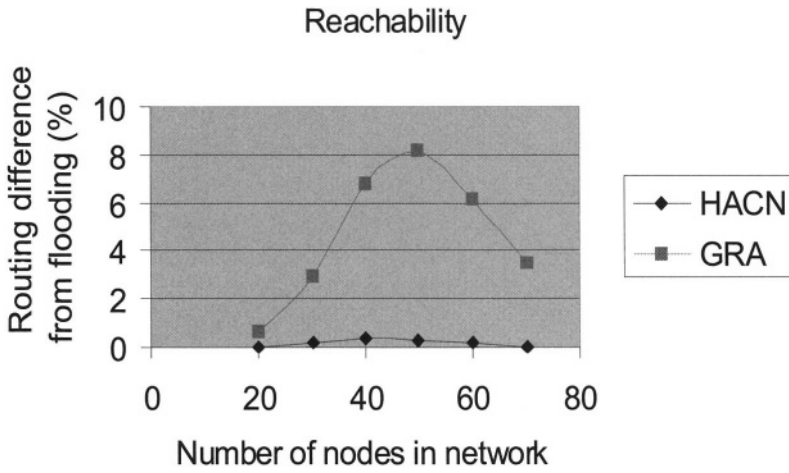 Reachability
Routing difference
from flooding (%)
10
8
6
4
2
0
0 20 40 60 80
Number of nodes in network
HACN
GRA